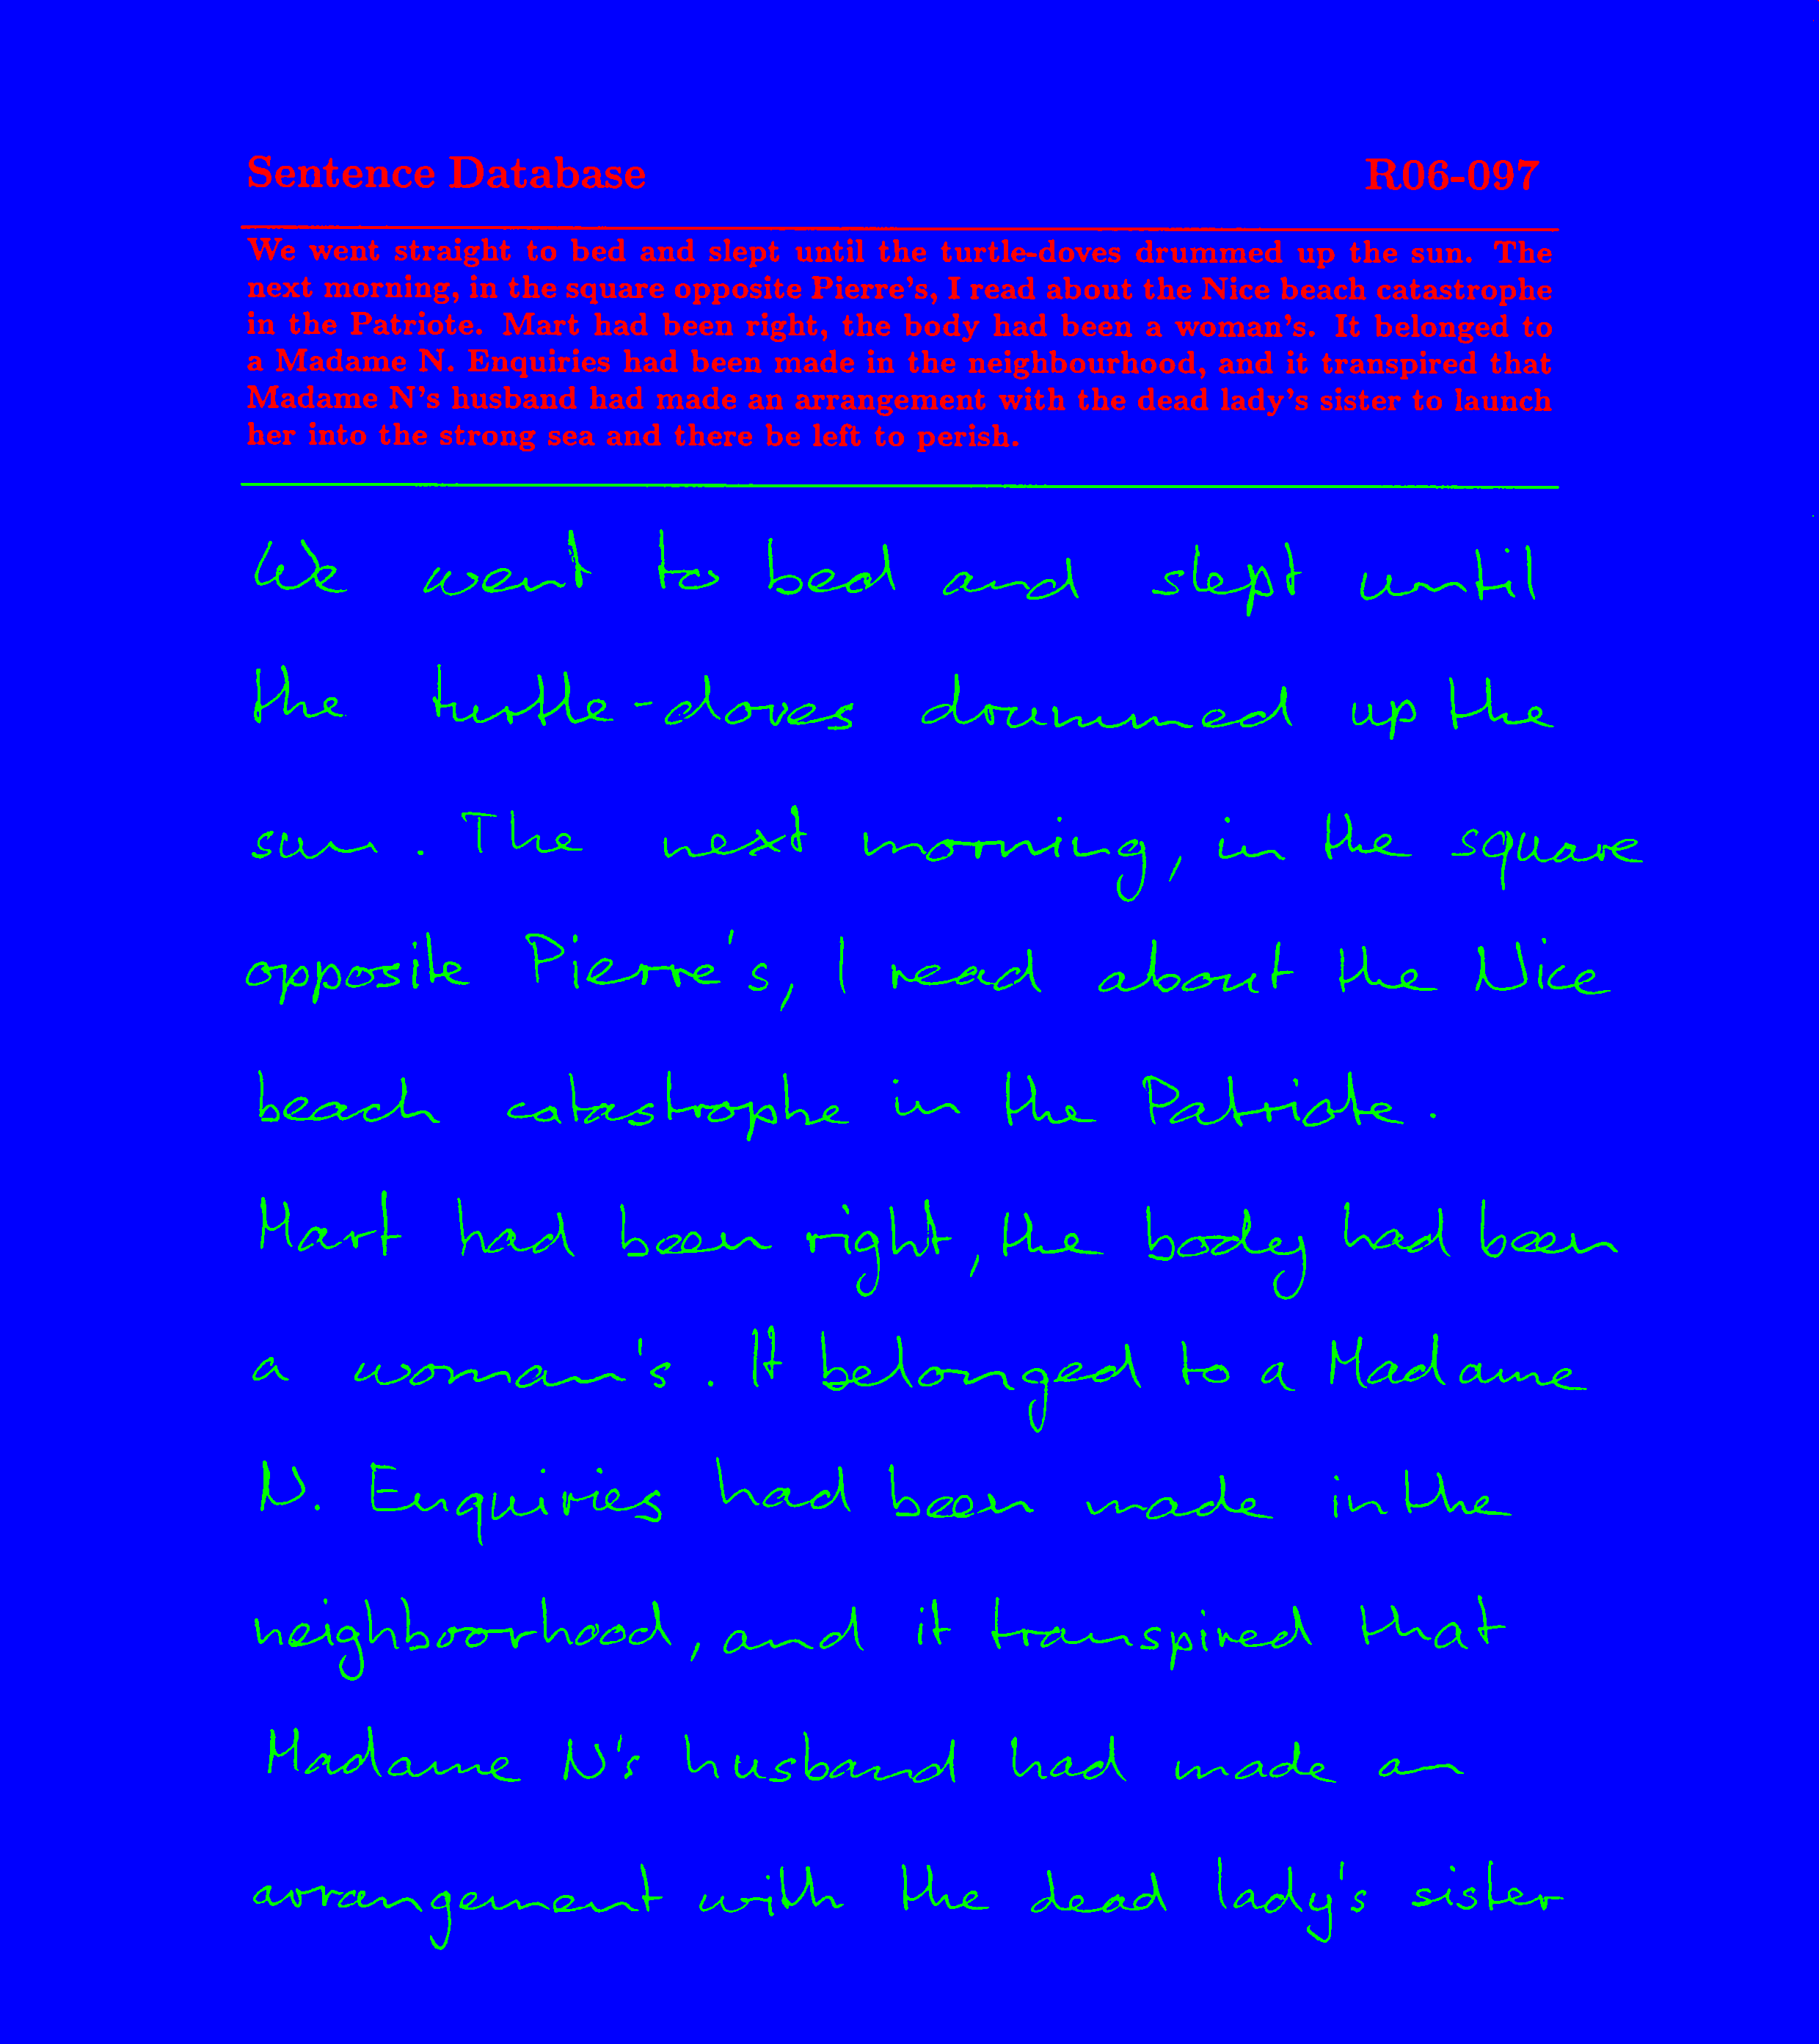 Sentence Database R06-097
We went straight to bed and slept until the turtle-doves drummed up the sun. The
next morning, in the square opposite Pierre's, I read about the Nice beach catastrophe
in the Patriote. Mart had been right, the body had been a woman's. It belonged to
a Madame N. Enquiries had been made in the neighbourhood, and it transpired that
Madame N's husband had made an arrangement with the dead lady's sister to launch
her into the strong sea and there be left to perish.
We went to bed and slept until
the turtle-doves drummed up the
sun. The next morning, in the square
opposite Pierre's, I read about the Nice
beach catastrophe in the Patriote.
Mart had been right, the body had been
a woman's. It belonged to a Madame
N. Enquiries had been made in the
neighboorhood, and it transpired that
Madame N's husband had made an
arrangement with the dead lady's sister